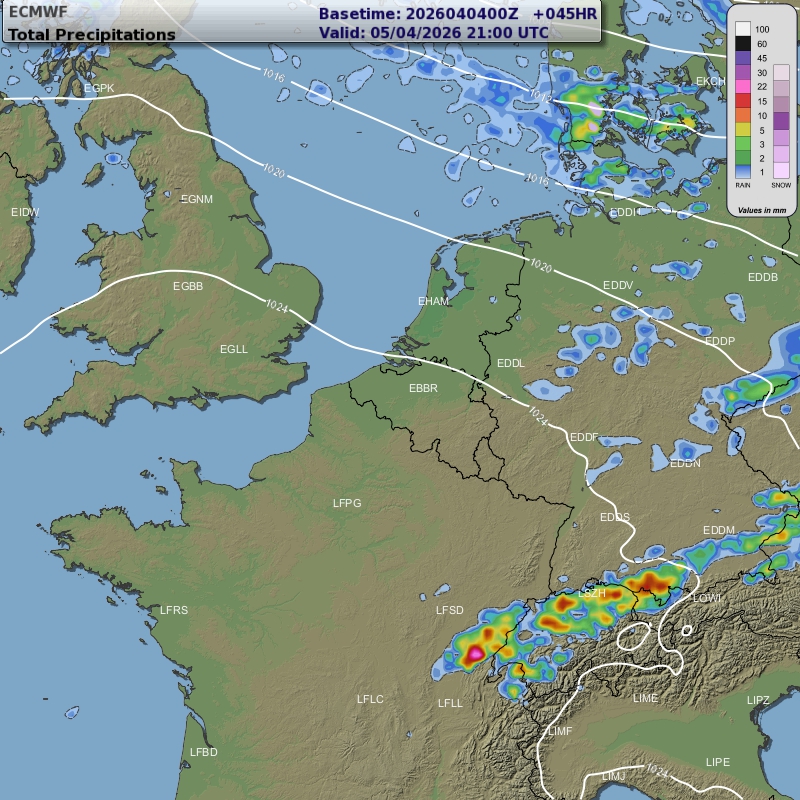 ECMWF
Basetime: 2026040400Z +045HR
Total Precipitations
Valid: 05/04/2026 21:00 UTC
100
60
45
30
22
15
10
5
3
2
1
RAIN SNOW
Values in mm
EGPK
1016
1012
EKCH
1020
1016
EIDW
EGNM
EDDH
1020
EGBB
1024
EHAM
EDDV
EDDB
EGLL
EDDL
EDDP
EBBR
1024
EDDF
EDDN
LFPG
EDDS
EDDM
LSZH
LOWI
LFRS
LFSD
LFLC
LFLL
LIME
LIPZ
LIMF
LFBD
LIPE
LIMJ
1024